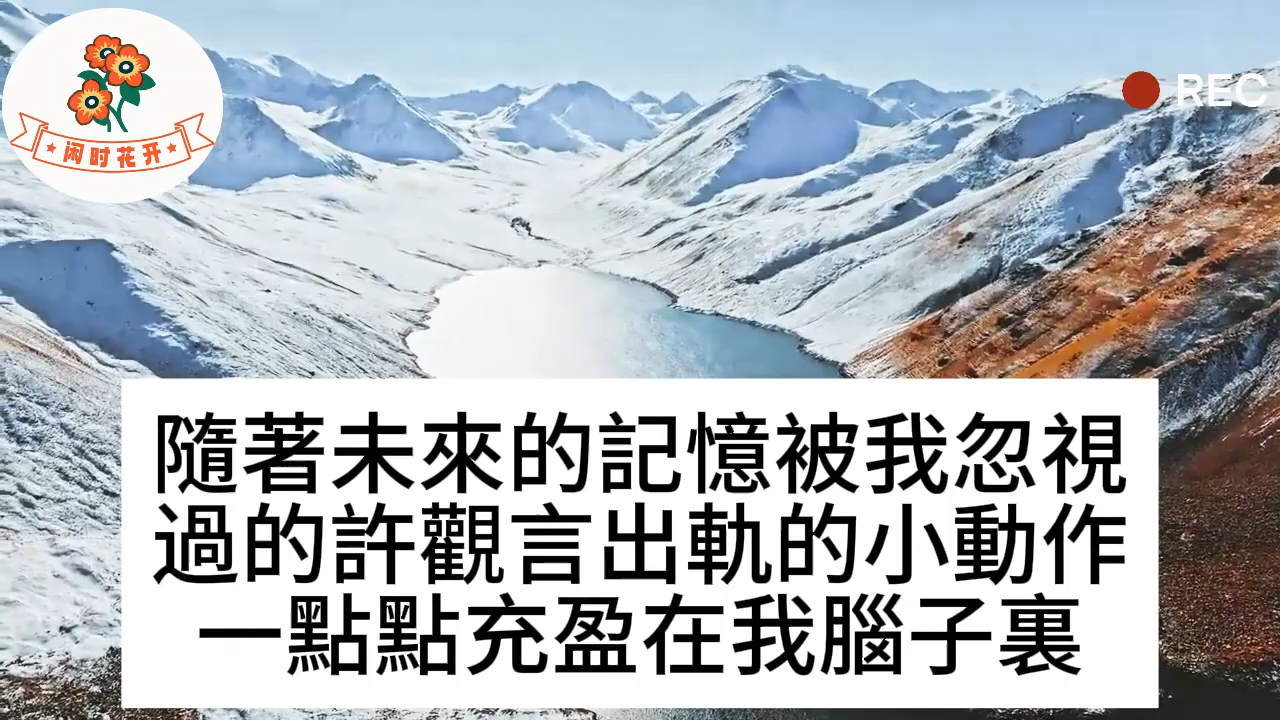 闲时花开
REC
隨著未來的記憶被我忽視
過的許觀言出軌的小動作
一點點充盈在我腦子裏